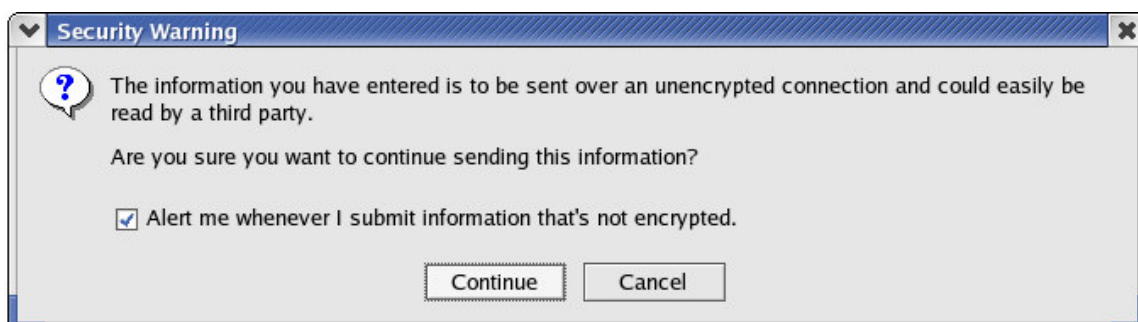 Security Warning
The information you have entered is to be sent over an unencrypted connection and could easily be
read by a third party.
Are you sure you want to continue sending this information?
Alert me whenever I submit information that's not encrypted.
Continue Cancel